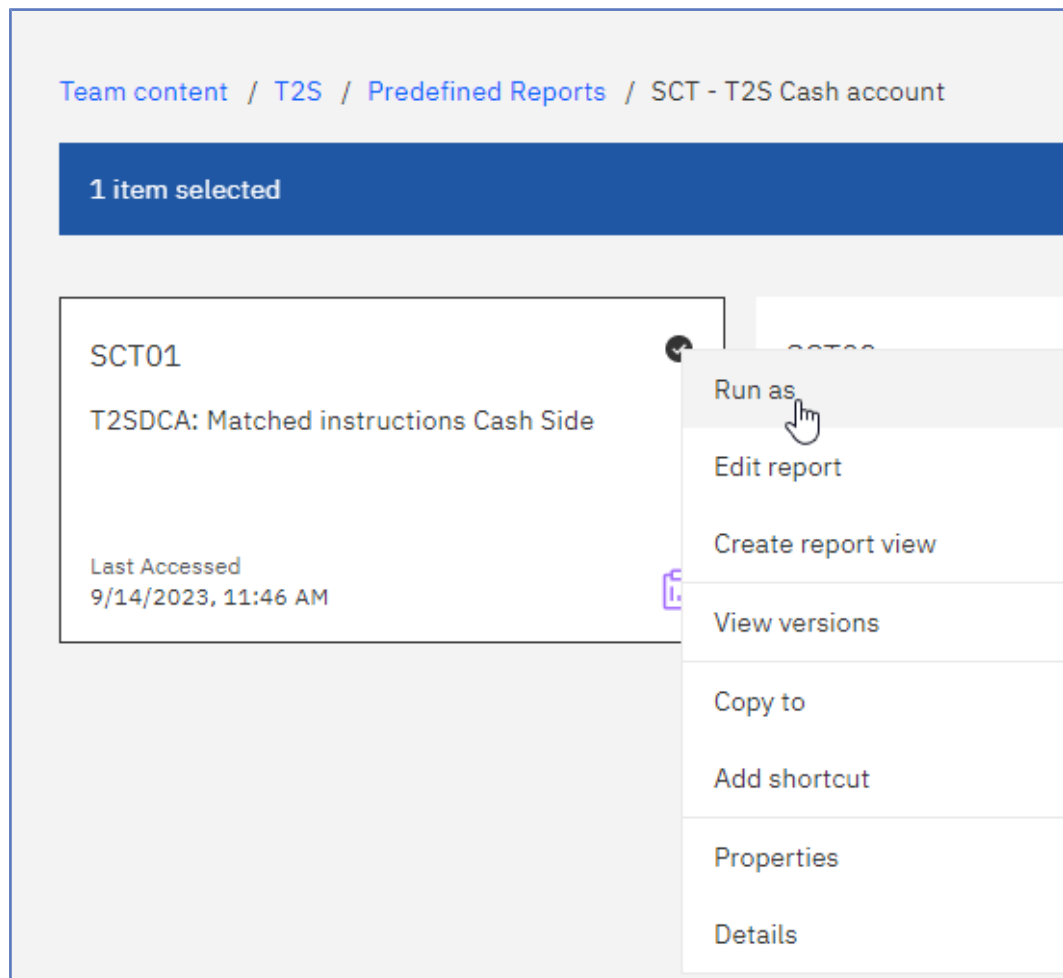 Team content / T2S / Predefined Reports / SCT - T2S Cash account
1 item selected
SCT01
T2SDCA: Matched instructions Cash Side
Last Accessed
9/14/2023, 11:46 AM
Run as
Edit report
Create report view
View versions
Copy to
Add shortcut
Properties
Details